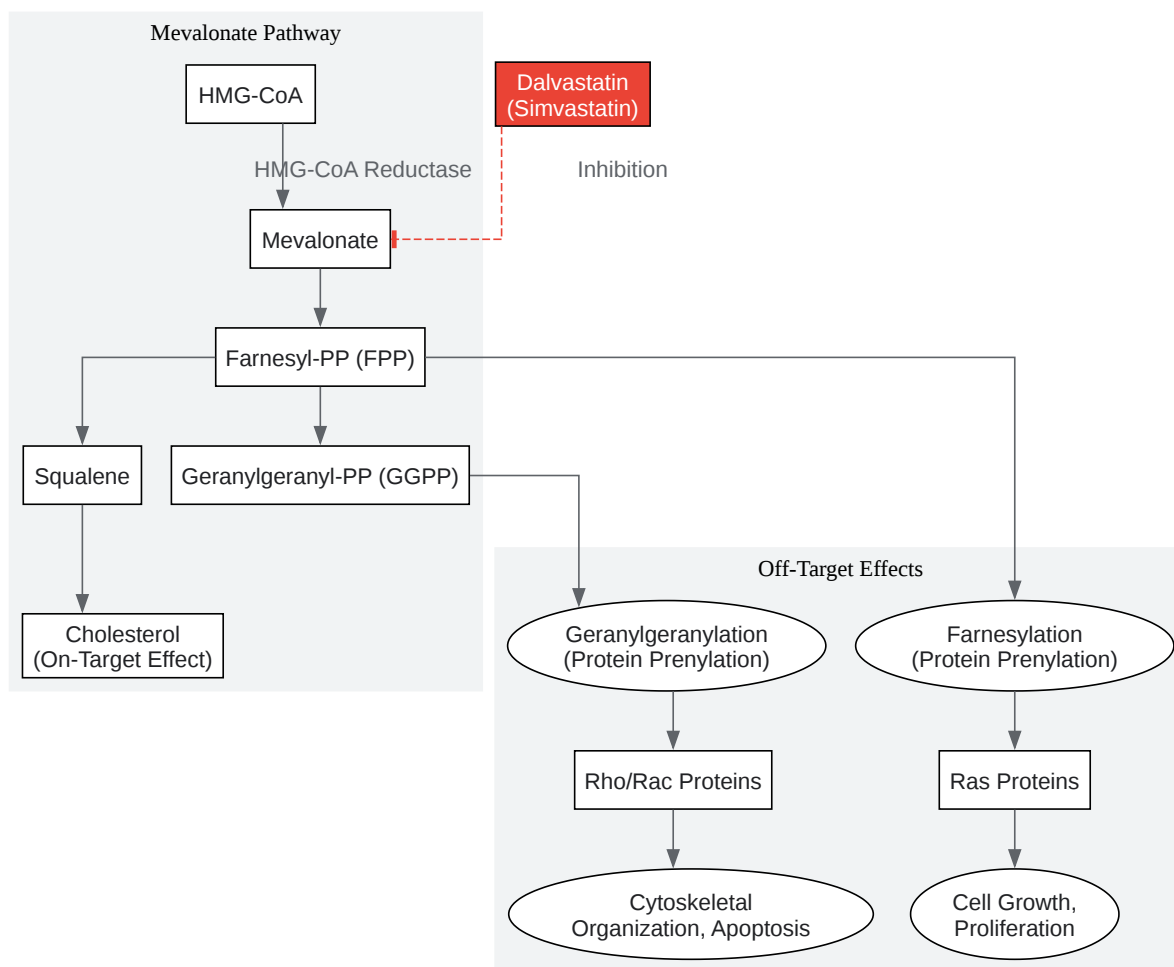 Mevalonate Pathway
HMG-CoA
Dalvastatin
(Simvastatin)
HMG-CoA Reductase
Inhibition
Mevalonate
Farnesyl-PP (FPP)
Squalene
Geranylgeranyl-PP (GGPP)
Off-Target Effects
Cholesterol
(On-Target Effect)
Geranylgeranylation
(Protein Prenylation)
Farnesylation
(Protein Prenylation)
Rho/Rac Proteins
Ras Proteins
Cytoskeletal
Organization, Apoptosis
Cell Growth,
Proliferation